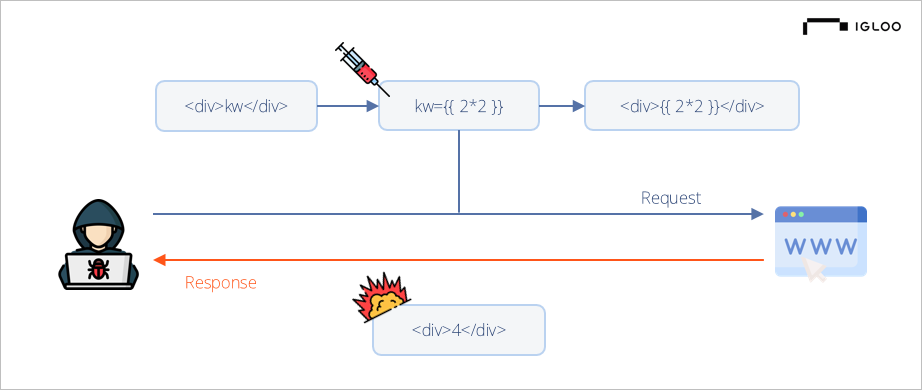 IGLOO
<div>kw</div>
kw={{ 2*2 }}
<div>{{ 2*2 }}</div>
Request
WWW
Response
<div>4</div>